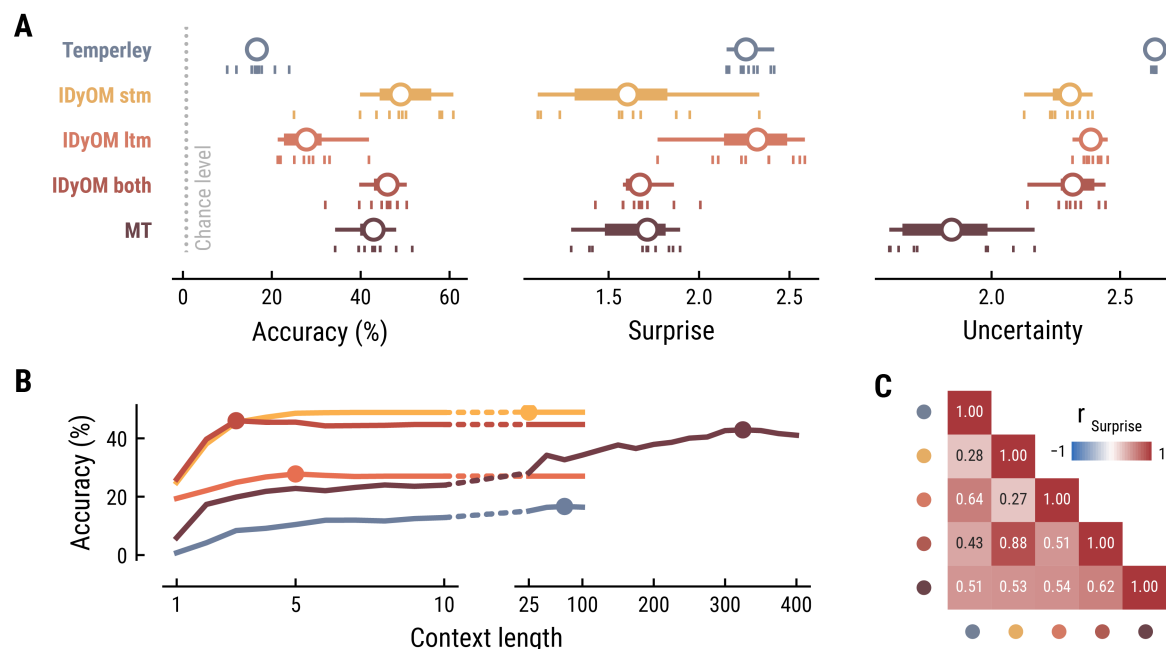 A
Temperley
IDyOM stm
IDyOM ltm
IDyOM both
MT
Chance level
0 20 40 60
Accuracy (%)
1.5 2.0 2.5
Surprise
2.0 2.5
Uncertainty
B
Accuracy (%)
40
20
0
1 5 10 25 100 200 300 400
Context length
C
r Surprise
−1 1
1.00
0.28 1.00
0.64 0.27 1.00
0.43 0.88 0.51 1.00
0.51 0.53 0.54 0.62 1.00